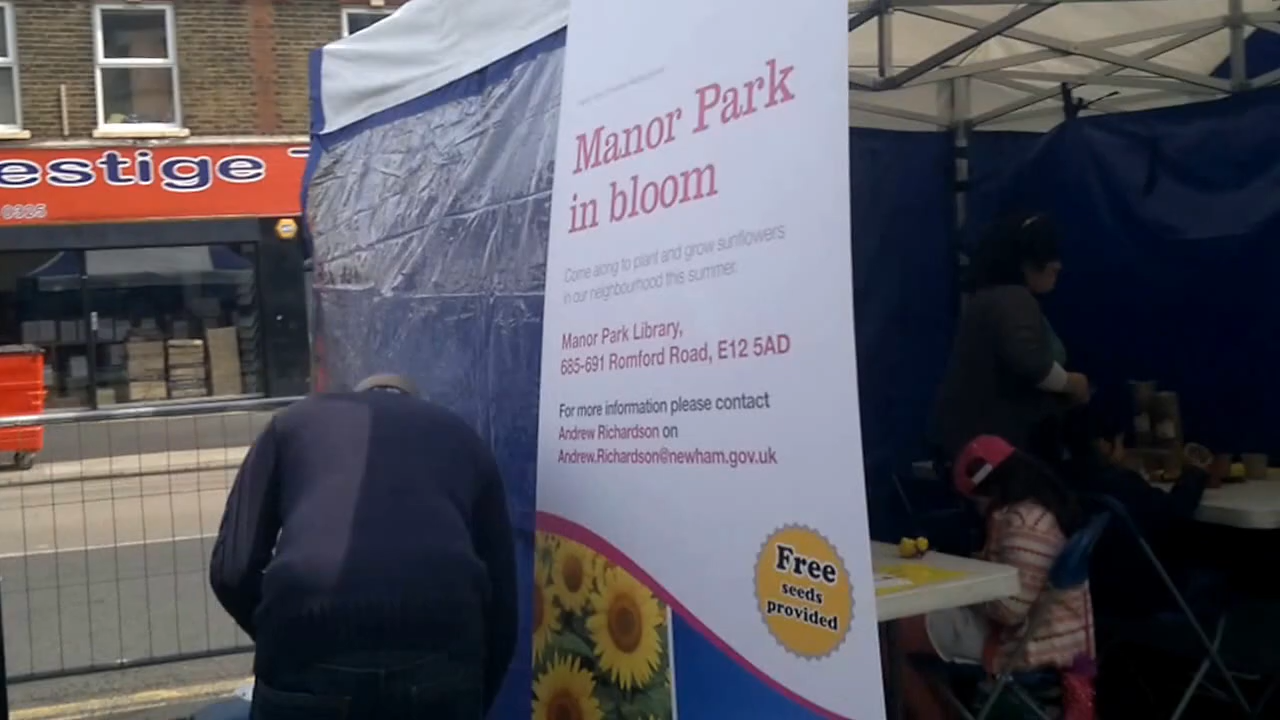 estige
0325
Manor Park
in bloom
Come along to plant and grow sunflowers
in our neighbourhood this summer.
Manor Park Library,
685-691 Romford Road, E12 5AD
For more information please contact
Andrew Richardson on
Andrew.Richardson@newham.gov.uk
Free
seeds
provided